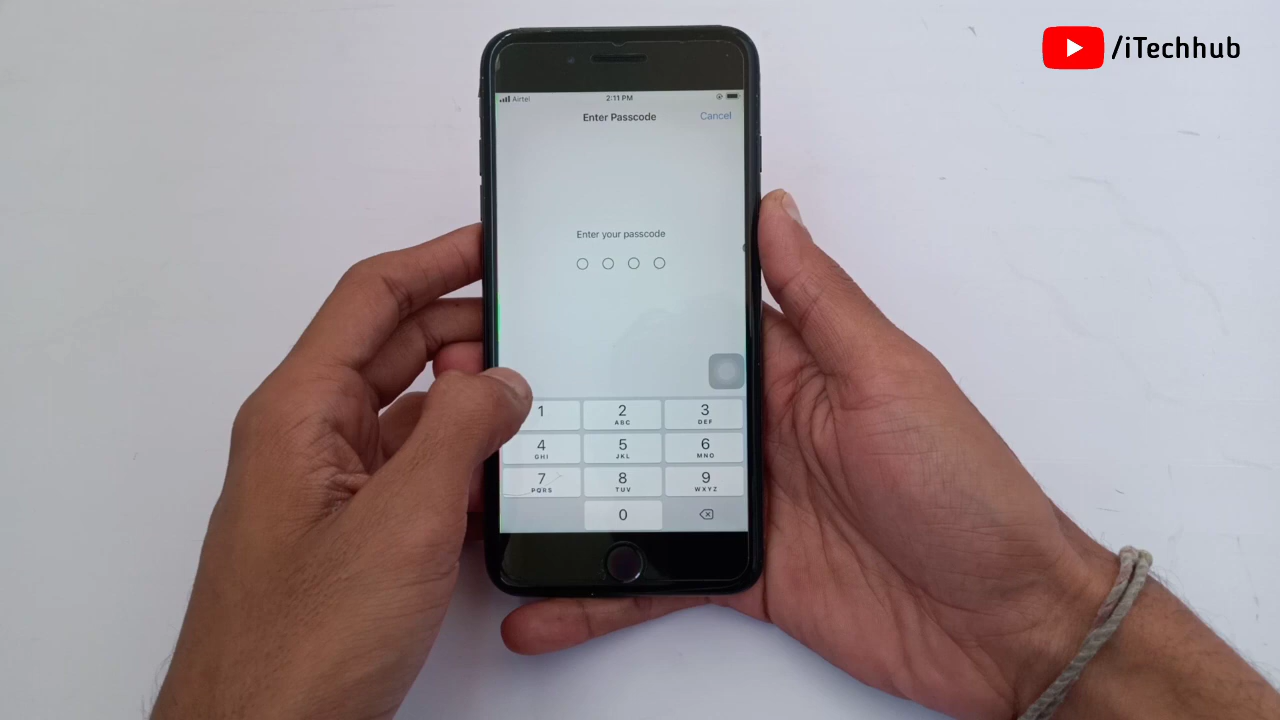 /iTechhub
Airtel
2:11 PM
Enter Passcode
Cancel
Enter your passcode
1
2
ABC
3
DEF
4
GHI
5
JKL
6
MNO
7
PQRS
8
TUV
9
WXYZ
0